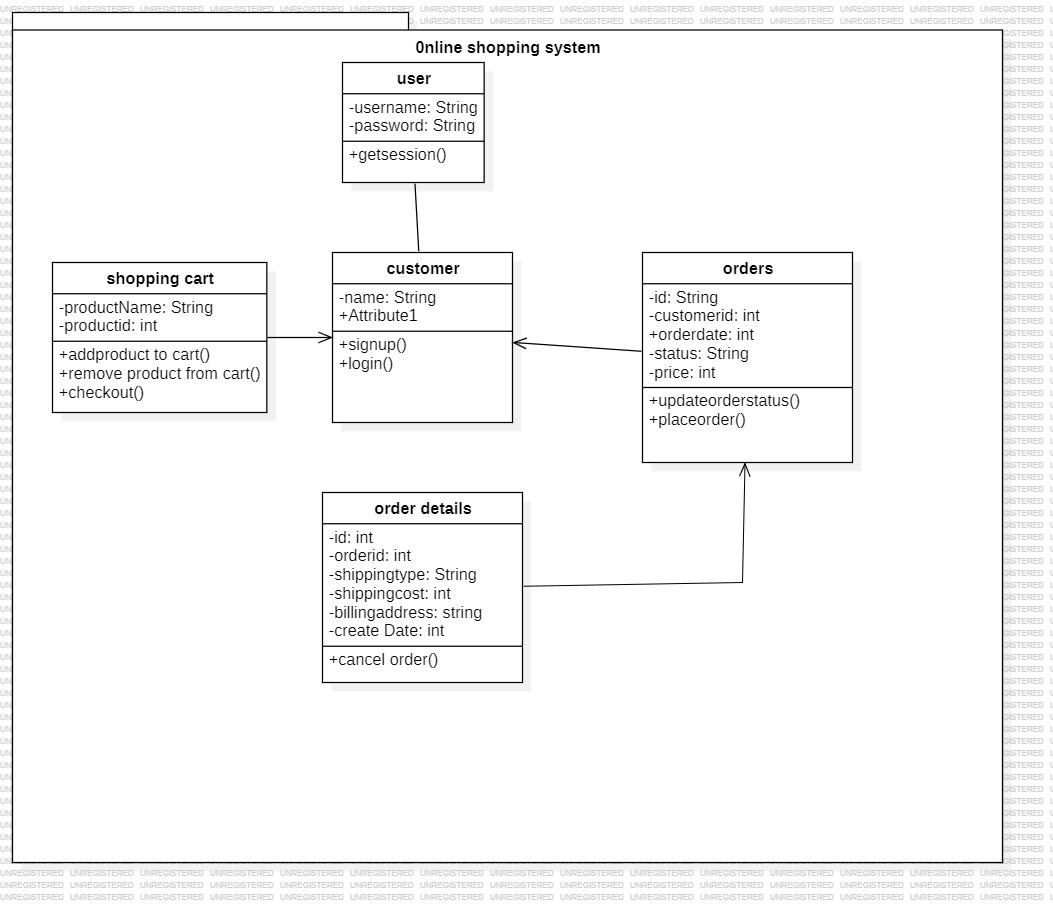 0nline shopping system
user
-username: String
-password: String
+getsession()
shopping cart
-productName: String
-productid: int
+addproduct to cart()
+remove product from cart()
+checkout()
customer
-name: String
+Attribute1
+signup()
+login()
orders
-id: String
-customerid: int
+orderdate: int
-status: String
-price: int
+updateorderstatus()
+placeorder()
order details
-id: int
-orderid: int
-shippingtype: String
-shippingcost: int
-billingaddress: string
-create Date: int
+cancel order()
UNREGISTERED